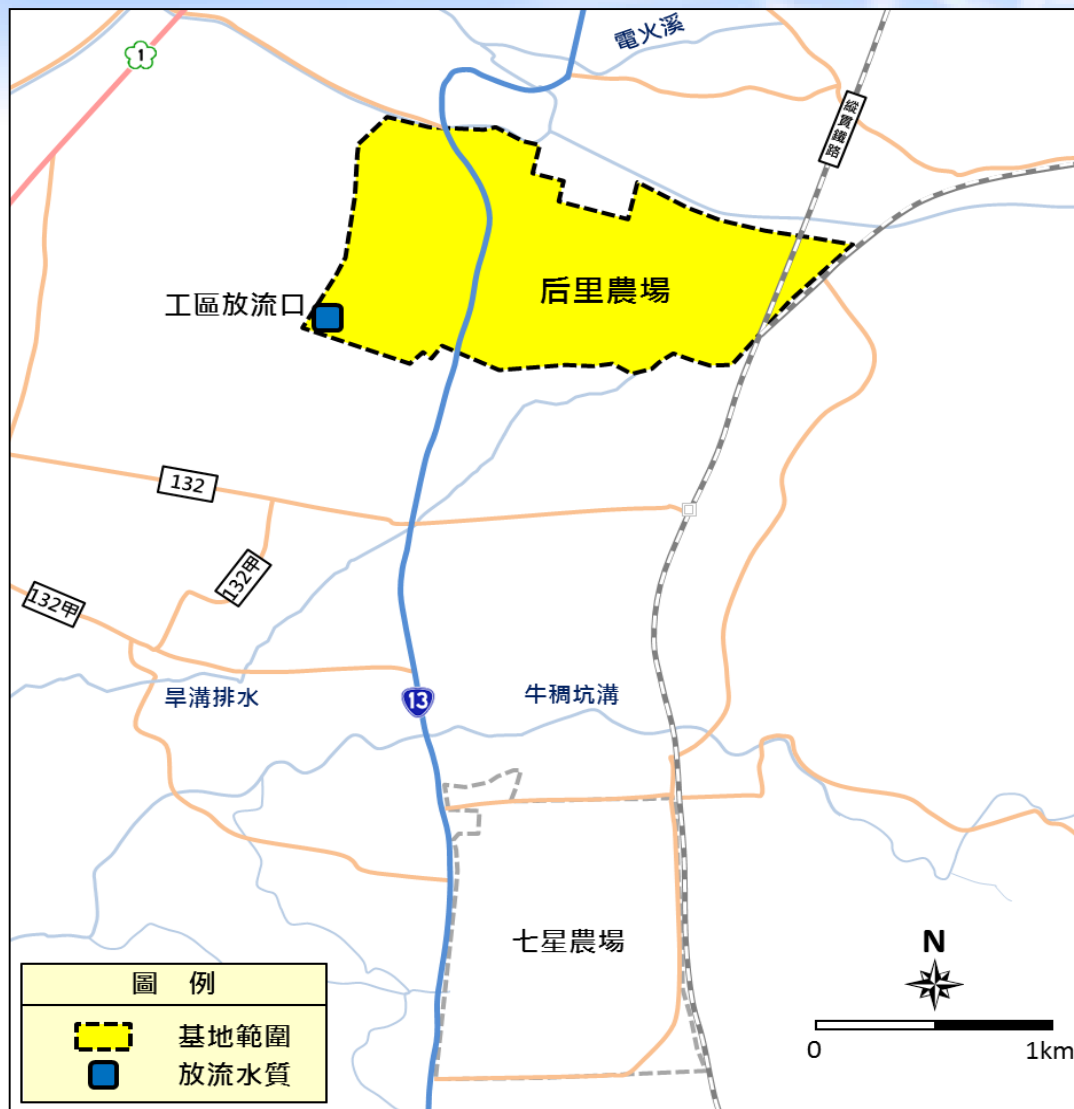 電火溪
1
縱貫鐵路
后里農場
工區放流口
132
132甲
132甲
旱溝排水
牛稠坑溝
13
七星農場
N
圖 例
基地範圍
放流水質
0
1km